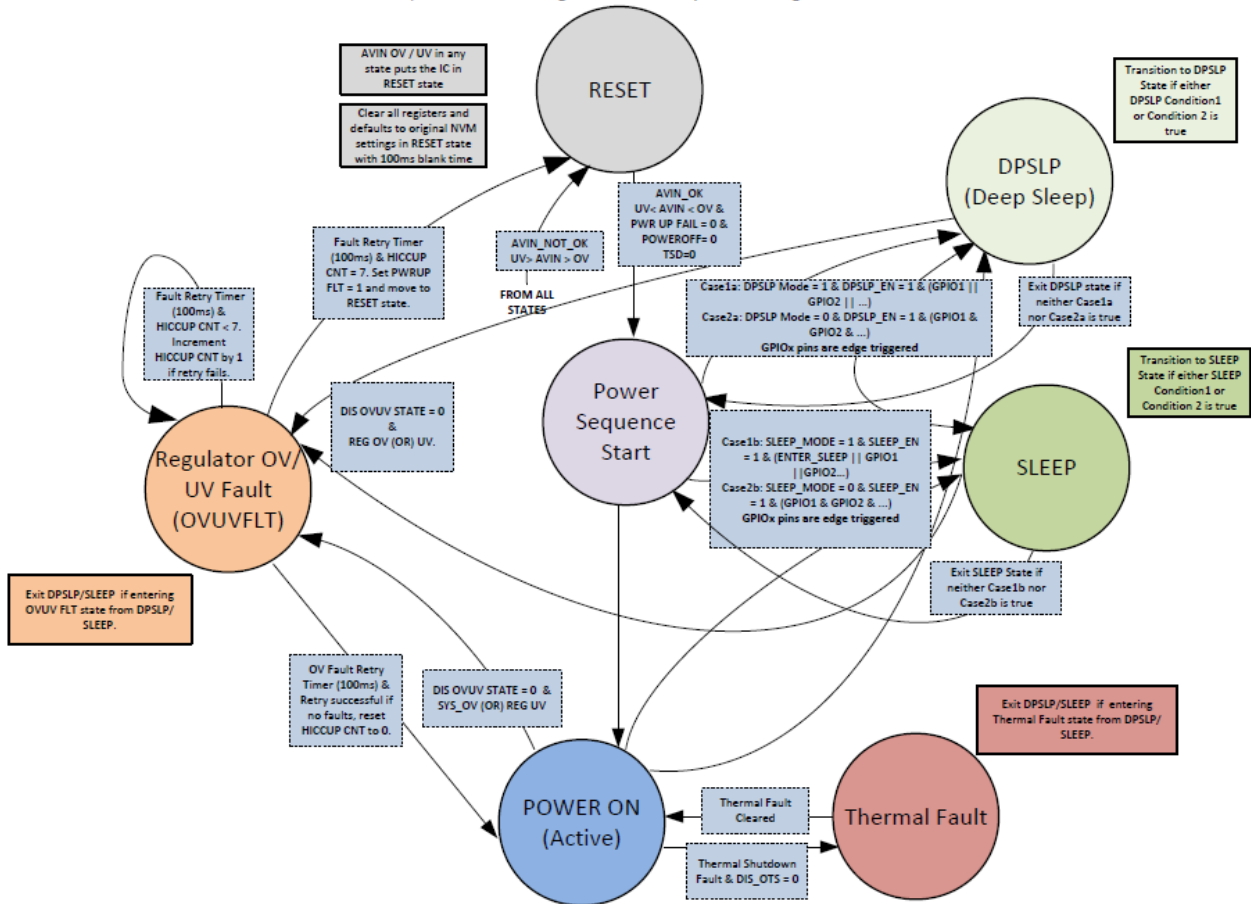 AVIN OV / UV in any
state puts the IC in
RESET state
Clear all registers and
defaults to original NVM
settings in RESET state
with 100ms blank time
RESET
Transition to DPSLP
State if either
DPSLP Condition1
or Condition 2 is
true
DPSLP
(Deep Sleep)
AVIN_OK
UV< AVIN < OV &
PWR UP FAIL = 0 &
POWEROFF= 0
TSD=0
AVIN_NOT_OK
UV> AVIN > OV
FROM ALL
STATES
Fault Retry Timer
(100ms) & HICCUP
CNT = 7. Set PWRUP
FLT = 1 and move to
RESET state.
Fault Retry Timer
(100ms) &
HICCUP CNT < 7.
Increment
HICCUP CNT by 1
if retry fails.
Case1a: DPSLP Mode = 1 & DPSLP_EN = 1 & (GPIO1 ||
GPIO2 || ...)
Case2a: DPSLP Mode = 0 & DPSLP_EN = 1 & (GPIO1 &
GPIO2 & ...)
GPIOx pins are edge triggered
Exit DPSLP state if
neither Case1a
nor Case2a is true
Transition to SLEEP
State if either SLEEP
Condition1 or
Condition 2 is true
DIS OVUV STATE = 0
&
REG OV (OR) UV.
Power
Sequence
Start
Case1b: SLEEP_MODE = 1 & SLEEP_EN
= 1 & (ENTER_SLEEP || GPIO1
||GPIO2...)
Case2b: SLEEP_MODE = 0 & SLEEP_EN
= 1 & (GPIO1 & GPIO2 & ...)
GPIOx pins are edge triggered
SLEEP
Regulator OV/
UV Fault
(OVUVFLT)
Exit SLEEP State if
neither Case1b nor
Case2b is true
Exit DPSLP/SLEEP if entering
OVUV FLT state from DPSLP/
SLEEP.
OV Fault Retry
Timer (100ms) &
Retry successful if
no faults, reset
HICCUP CNT to 0.
DIS OVUV STATE = 0 &
SYS_OV (OR) REG UV
Exit DPSLP/SLEEP if entering
Thermal Fault state from DPSLP/
SLEEP.
POWER ON
(Active)
Thermal Fault
Cleared
Thermal Fault
Thermal Shutdown
Fault & DIS_OTS = 0